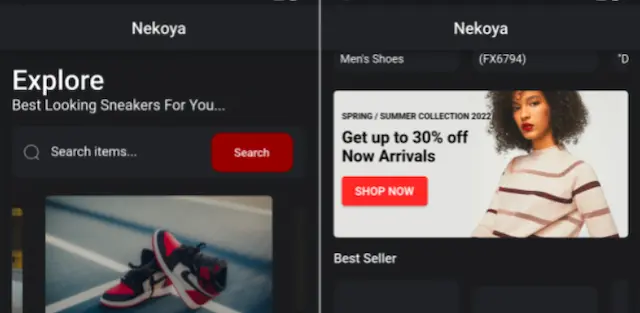 Nekoya
Explore
Best Looking Sneakers For You...
Search items...
Search
Nekoya
Men's Shoes
(FX6794)
"D
SPRING / SUMMER COLLECTION 2022
Get up to 30% off
Now Arrivals
SHOP NOW
Best Seller